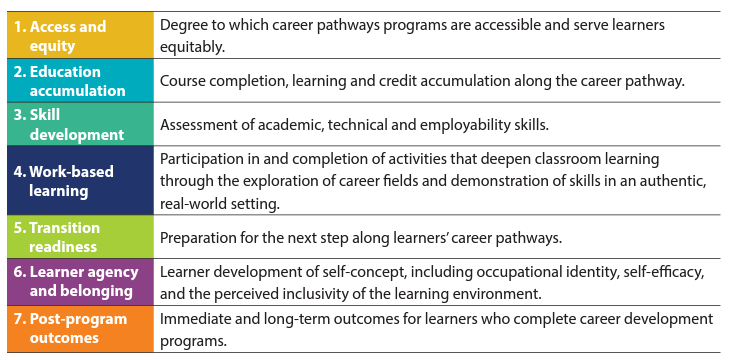 1. Access and
equity
Degree to which career pathways programs are accessible and serve learners
equitably.
2. Education
accumulation
Course completion, learning and credit accumulation along the career pathway.
3. Skill
development
Assessment of academic, technical and employability skills.
4. Work-based
learning
Participation in and completion of activities that deepen classroom learning
through the exploration of career fields and demonstration of skills in an authentic,
real-world setting.
5. Transition
readiness
Preparation for the next step along learners’ career pathways.
6. Learner agency
and belonging
Learner development of self-concept, including occupational identity, self-efficacy,
and the perceived inclusivity of the learning environment.
7. Post-program
outcomes
Immediate and long-term outcomes for learners who complete career development
programs.